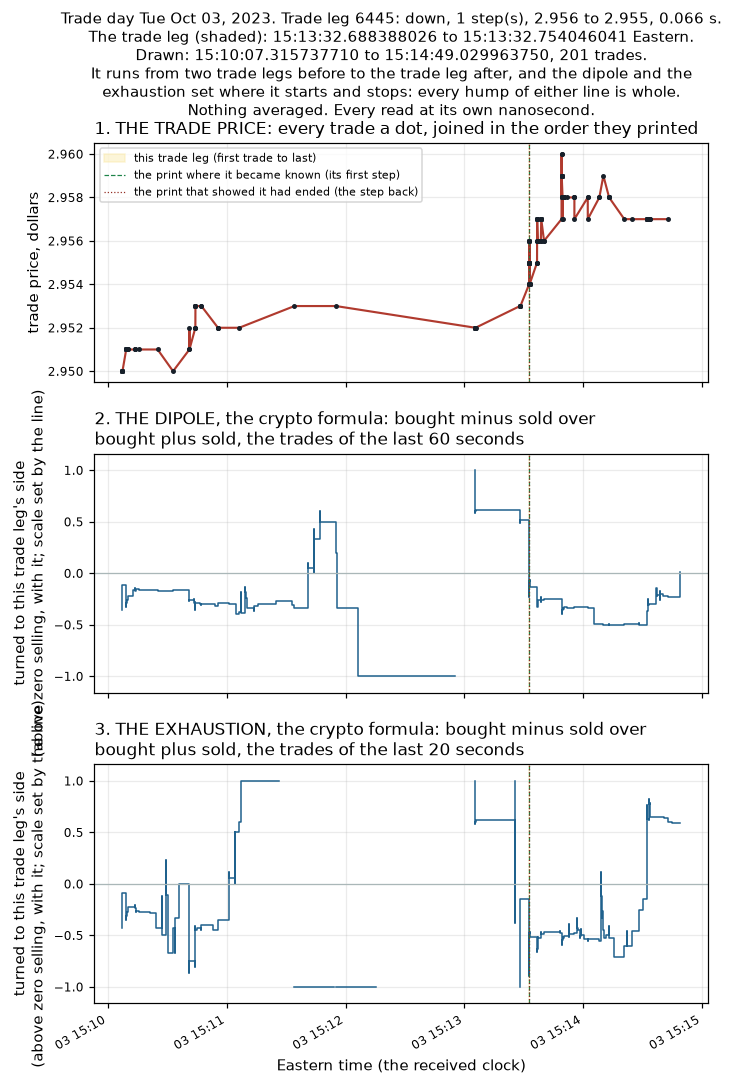 Trade day Tue Oct 03, 2023. Trade leg 6445: down, 1 step(s), 2.956 to 2.955, 0.066 s.
The trade leg (shaded): 15:13:32.688388026 to 15:13:32.754046041 Eastern.
Drawn: 15:10:07.315737710 to 15:14:49.029963750, 201 trades.
It runs from two trade legs before to the trade leg after, and the dipole and the
exhaustion set where it starts and stops: every hump of either line is whole.
Nothing averaged. Every read at its own nanosecond.
1. THE TRADE PRICE: every trade a dot, joined in the order they printed
this trade leg (first trade to last)
the print where it became known (its first step)
the print that showed it had ended (the step back)
trade price, dollars
2.960
2.958
2.956
2.954
2.952
2.950
2. THE DIPOLE, the crypto formula: bought minus sold over
bought plus sold, the trades of the last 60 seconds
turned to this trade leg's side
(above zero selling, with it; scale set by the line)
1.0
0.5
0.0
−0.5
−1.0
3. THE EXHAUSTION, the crypto formula: bought minus sold over
bought plus sold, the trades of the last 20 seconds
turned to this trade leg's side
(above zero selling, with it; scale set by the line)
1.0
0.5
0.0
−0.5
−1.0
03 15:10
03 15:11
03 15:12
03 15:13
03 15:14
03 15:15
Eastern time (the received clock)